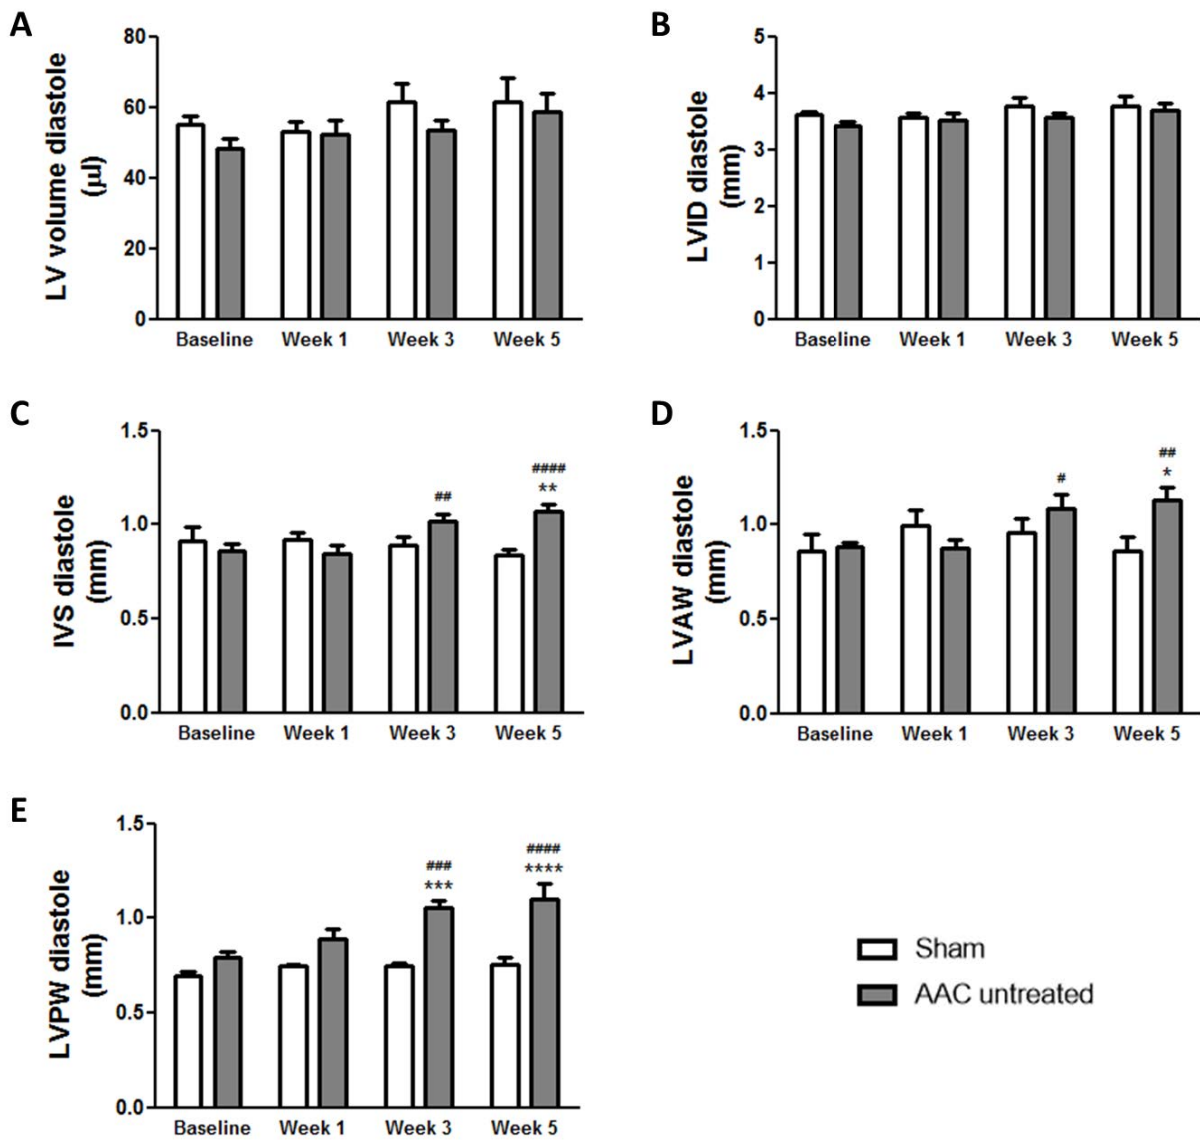 A
LV volume diastole
(µl)
80
60
40
20
0
Baseline Week 1 Week 3 Week 5
B
LVID diastole
(mm)
5
4
3
2
1
0
Baseline Week 1 Week 3 Week 5
C
IVS diastole
(mm)
1.5
1.0
0.5
0.0
##
####
**
Baseline Week 1 Week 3 Week 5
D
LVAW diastole
(mm)
1.5
1.0
0.5
0.0
#
##
*
Baseline Week 1 Week 3 Week 5
E
LVPW diastole
(mm)
1.5
1.0
0.5
0.0
###
***
####
****
Baseline Week 1 Week 3 Week 5
Sham
AAC untreated